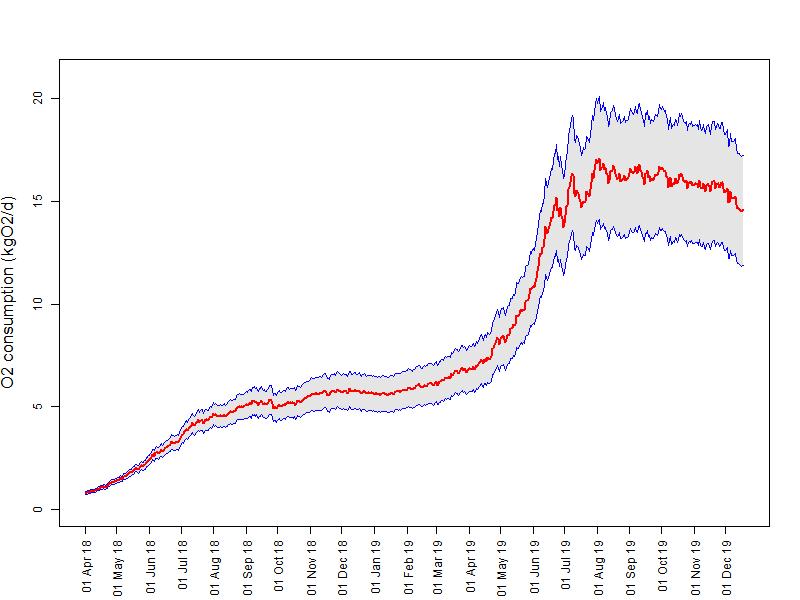 O2 consumption (kgO2/d)
20
15
10
5
0
01 Apr 18
01 May 18
01 Jun 18
01 Jul 18
01 Aug 18
01 Sep 18
01 Oct 18
01 Nov 18
01 Dec 18
01 Jan 19
01 Feb 19
01 Mar 19
01 Apr 19
01 May 19
01 Jun 19
01 Jul 19
01 Aug 19
01 Sep 19
01 Oct 19
01 Nov 19
01 Dec 19